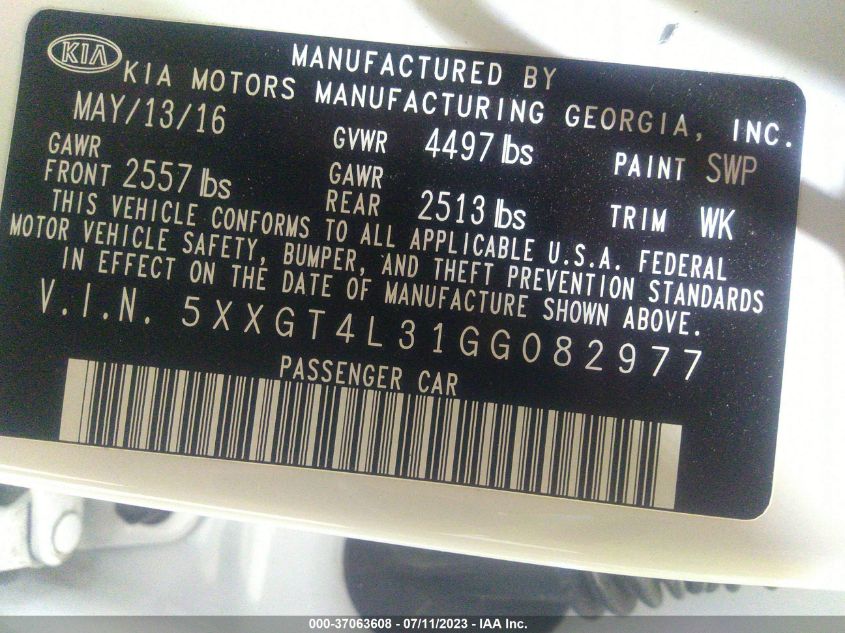 KIA
MANUFACTURED BY
KIA MOTORS MANUFACTURING GEORGIA, INC.
MAY/13/16
GVWR 4497 lbs
PAINT SWP
GAWR
FRONT 2557 lbs
GAWR
REAR 2513 lbs
TRIM WK
THIS VEHICLE CONFORMS TO ALL APPLICABLE U.S.A. FEDERAL
MOTOR VEHICLE SAFETY, BUMPER, AND THEFT PREVENTION STANDARDS
IN EFFECT ON THE DATE OF MANUFACTURE SHOWN ABOVE.
V.I.N. 5XXGT4L31GG082977
PASSENGER CAR
000-37063608 - 07/11/2023 - IAA Inc.